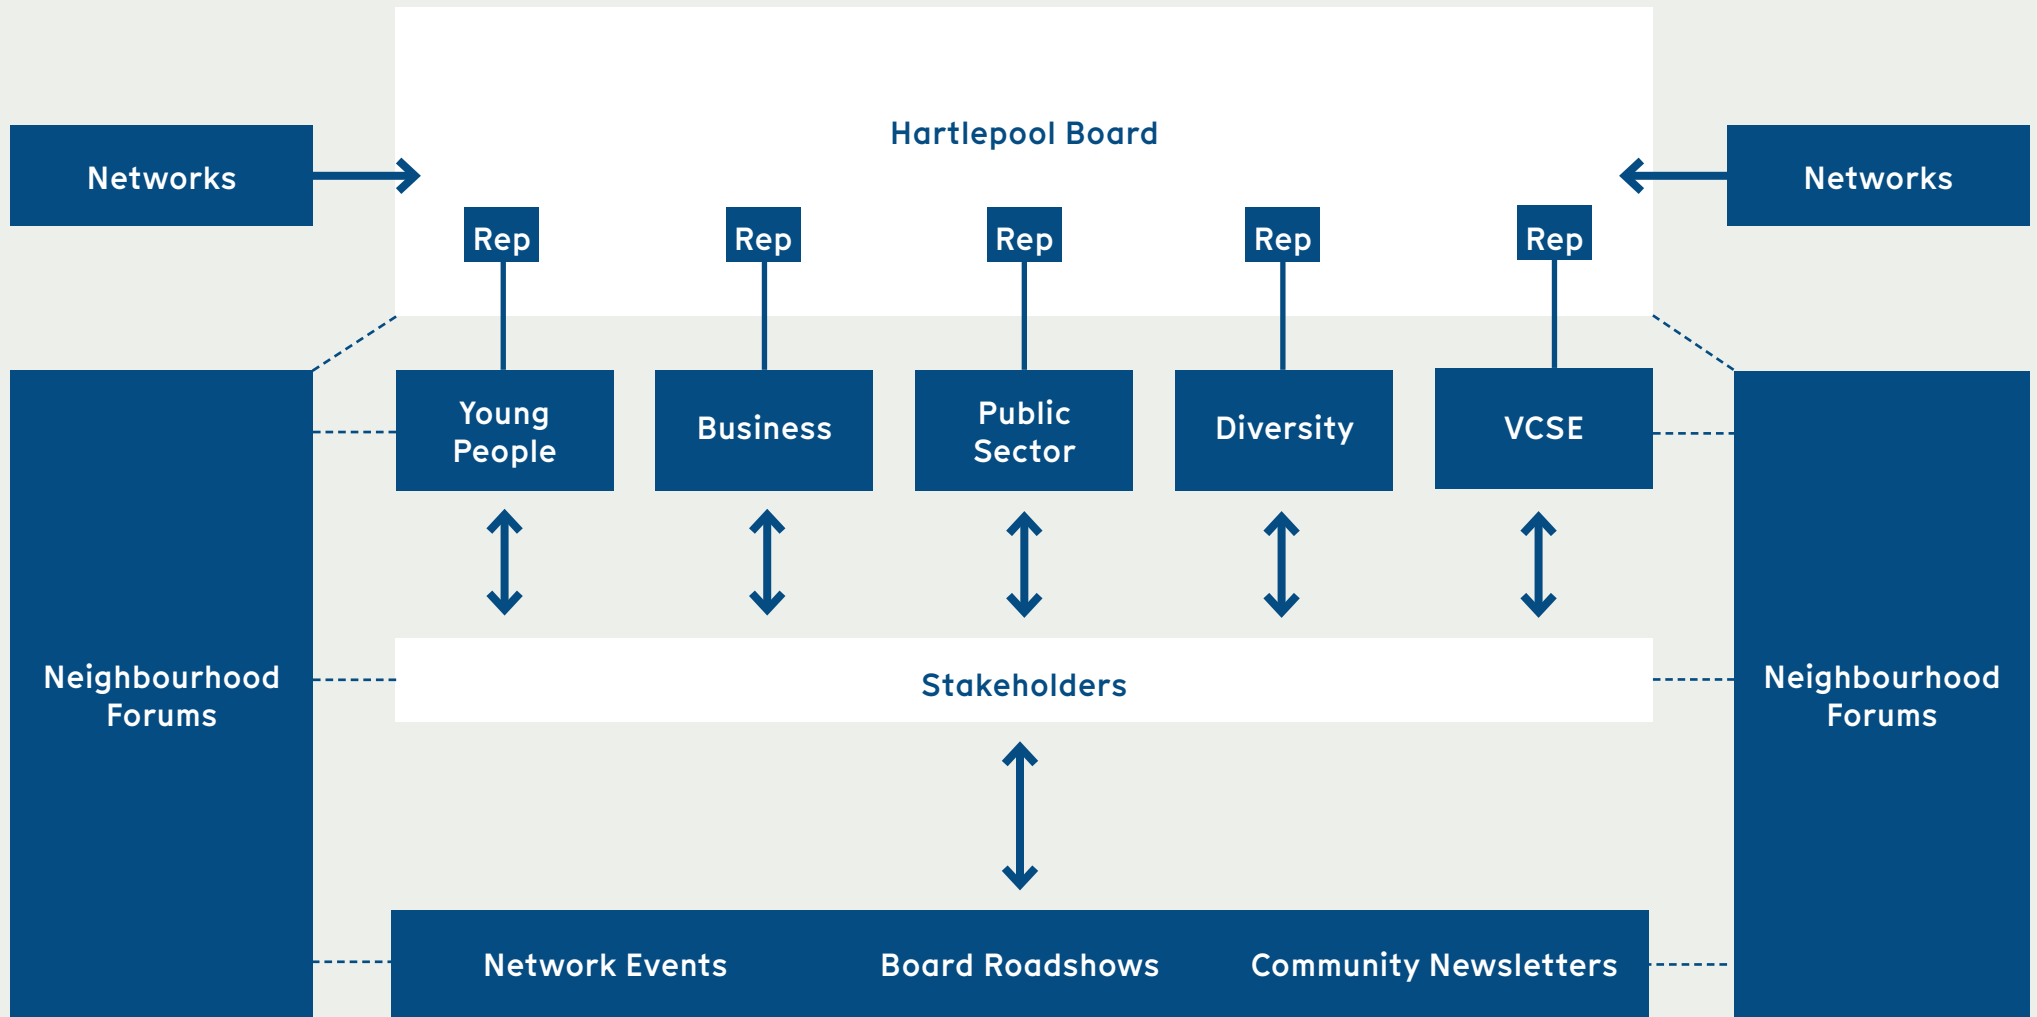 Hartlepool Board
Networks
Networks
Rep
Rep
Rep
Rep
Rep
Young
People
Business
Public
Sector
Diversity
VCSE
Neighbourhood
Forums
Stakeholders
Neighbourhood
Forums
Network Events
Board Roadshows
Community Newsletters